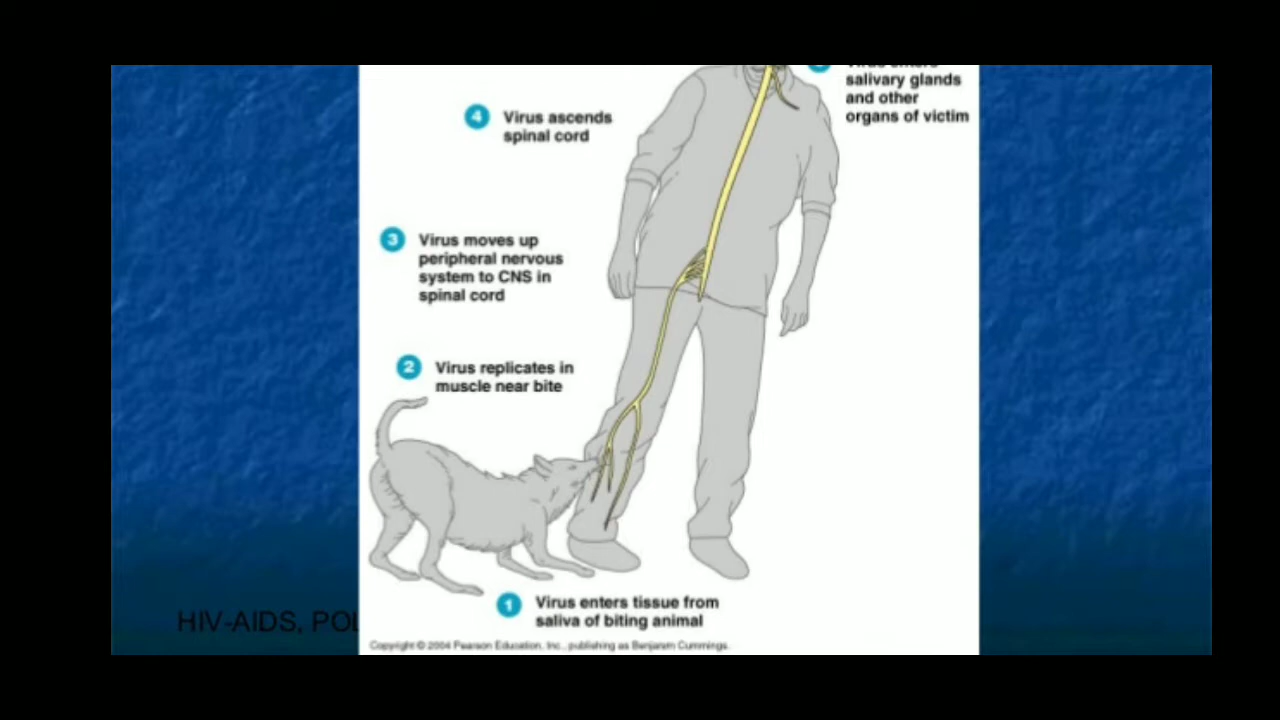 salivary glands
and other
organs of victim
4 Virus ascends
spinal cord
3 Virus moves up
peripheral nervous
system to CNS in
spinal cord
2 Virus replicates in
muscle near bite
1 Virus enters tissue from
saliva of biting animal
HIV-AIDS,
Copyright © 2004 Pearson Education, Inc., publishing as Benjamin Cummings.